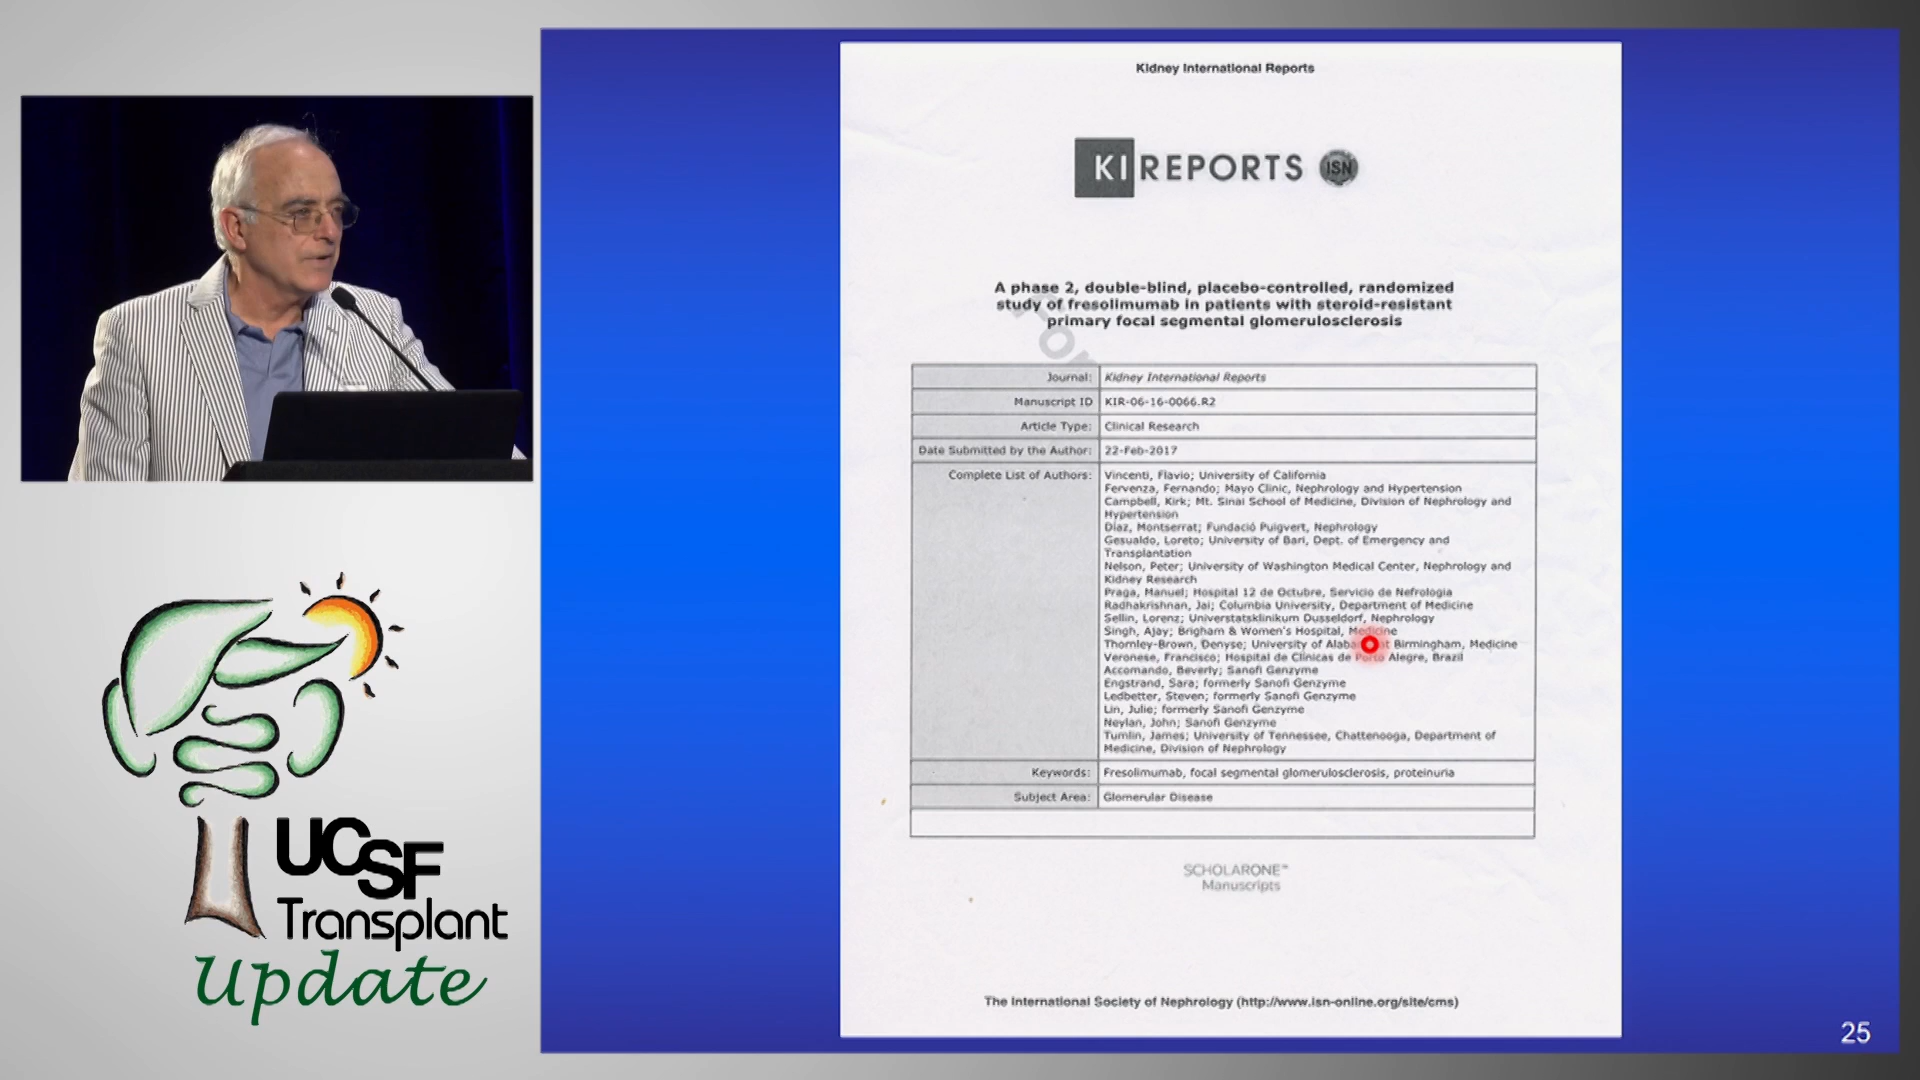 UCSF
Transplant
Update
Kidney International Reports
KI REPORTS ISN
A phase 2, double-blind, placebo-controlled, randomized
study of fresolimumab in patients with steroid-resistant
primary focal segmental glomerulosclerosis
Journal: Kidney International Reports
Manuscript ID KIR-06-16-0066.R2
Article Type: Clinical Research
Date Submitted by the Author: 22-Feb-2017
Complete List of Authors: Vincenti, Flavio; University of California
Fervenza, Fernando; Mayo Clinic, Nephrology and Hypertension
Campbell, Kirk; Mt. Sinai School of Medicine, Division of Nephrology and
Hypertension
Diaz, Montserrat; Fundació Puigvert, Nephrology
Gesualdo, Loreto; University of Bari, Dept. of Emergency and
Transplantation
Nelson, Peter; University of Washington Medical Center, Nephrology and
Kidney Research
Praga, Manuel; Hospital 12 de Octubre, Servicio de Nefrologia
Radhakrishnan, Jai; Columbia University, Department of Medicine
Sellin, Lorenz; Universtatsklinikum Dusseldorf, Nephrology
Singh, Ajay; Brigham & Women's Hospital, Medicine
Thornley-Brown, Denyse; University of Birmingham, Medicine
Veronese, Francisco; Hospital de Clínicas de Porto Alegre, Brazil
Accomando, Beverly; Sanofi Genzyme
Engstrand, Sara; formerly Sanofi Genzyme
Ledbetter, Steven; formerly Sanofi Genzyme
Lin, Julie; formerly Sanofi Genzyme
Neylan, John; Sanofi Genzyme
Tumlin, James; University of Tennessee, Chattenooga, Department of
Medicine, Division of Nephrology
Keywords: Fresolimumab, focal segmental glomerulosclerosis, proteinuria
Subject Area: Glomerular Disease
SCHOLARONE™
Manuscripts
The International Society of Nephrology (http://www.isn-online.org/site/cms)
25